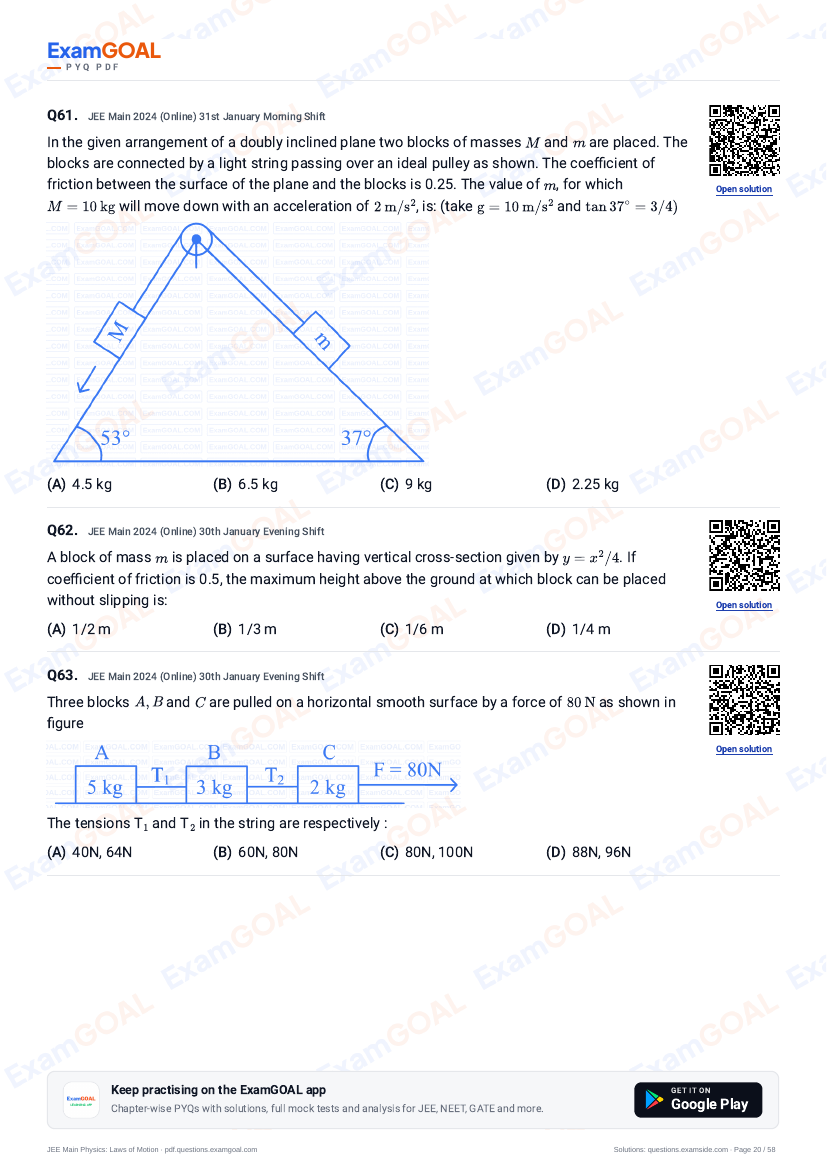 ExamGOAL
PYQ PDF
Q61. JEE Main 2024 (Online) 31st January Morning Shift
In the given arrangement of a doubly inclined plane two blocks of masses M and m are placed. The
blocks are connected by a light string passing over an ideal pulley as shown. The coefficient of
friction between the surface of the plane and the blocks is 0.25. The value of m, for which
M = 10 kg will move down with an acceleration of 2 m/s², is: (take g = 10 m/s² and tan 37° = 3/4)
Open solution
M
m
53°
37°
(A) 4.5 kg (B) 6.5 kg (C) 9 kg (D) 2.25 kg
Q62. JEE Main 2024 (Online) 30th January Evening Shift
A block of mass m is placed on a surface having vertical cross-section given by y = x²/4. If
coefficient of friction is 0.5, the maximum height above the ground at which block can be placed
without slipping is:
Open solution
(A) 1/2 m (B) 1/3 m (C) 1/6 m (D) 1/4 m
Q63. JEE Main 2024 (Online) 30th January Evening Shift
Three blocks A, B and C are pulled on a horizontal smooth surface by a force of 80 N as shown in
figure
Open solution
A B C
5 kg T₁ 3 kg T₂ 2 kg F = 80N
The tensions T₁ and T₂ in the string are respectively :
(A) 40N, 64N (B) 60N, 80N (C) 80N, 100N (D) 88N, 96N
Keep practising on the ExamGOAL app
Chapter-wise PYQs with solutions, full mock tests and analysis for JEE, NEET, GATE and more.
GET IT ON
Google Play
JEE Main Physics: Laws of Motion · pdf.questions.examgoal.com
Solutions: questions.examside.com · Page 20 / 58